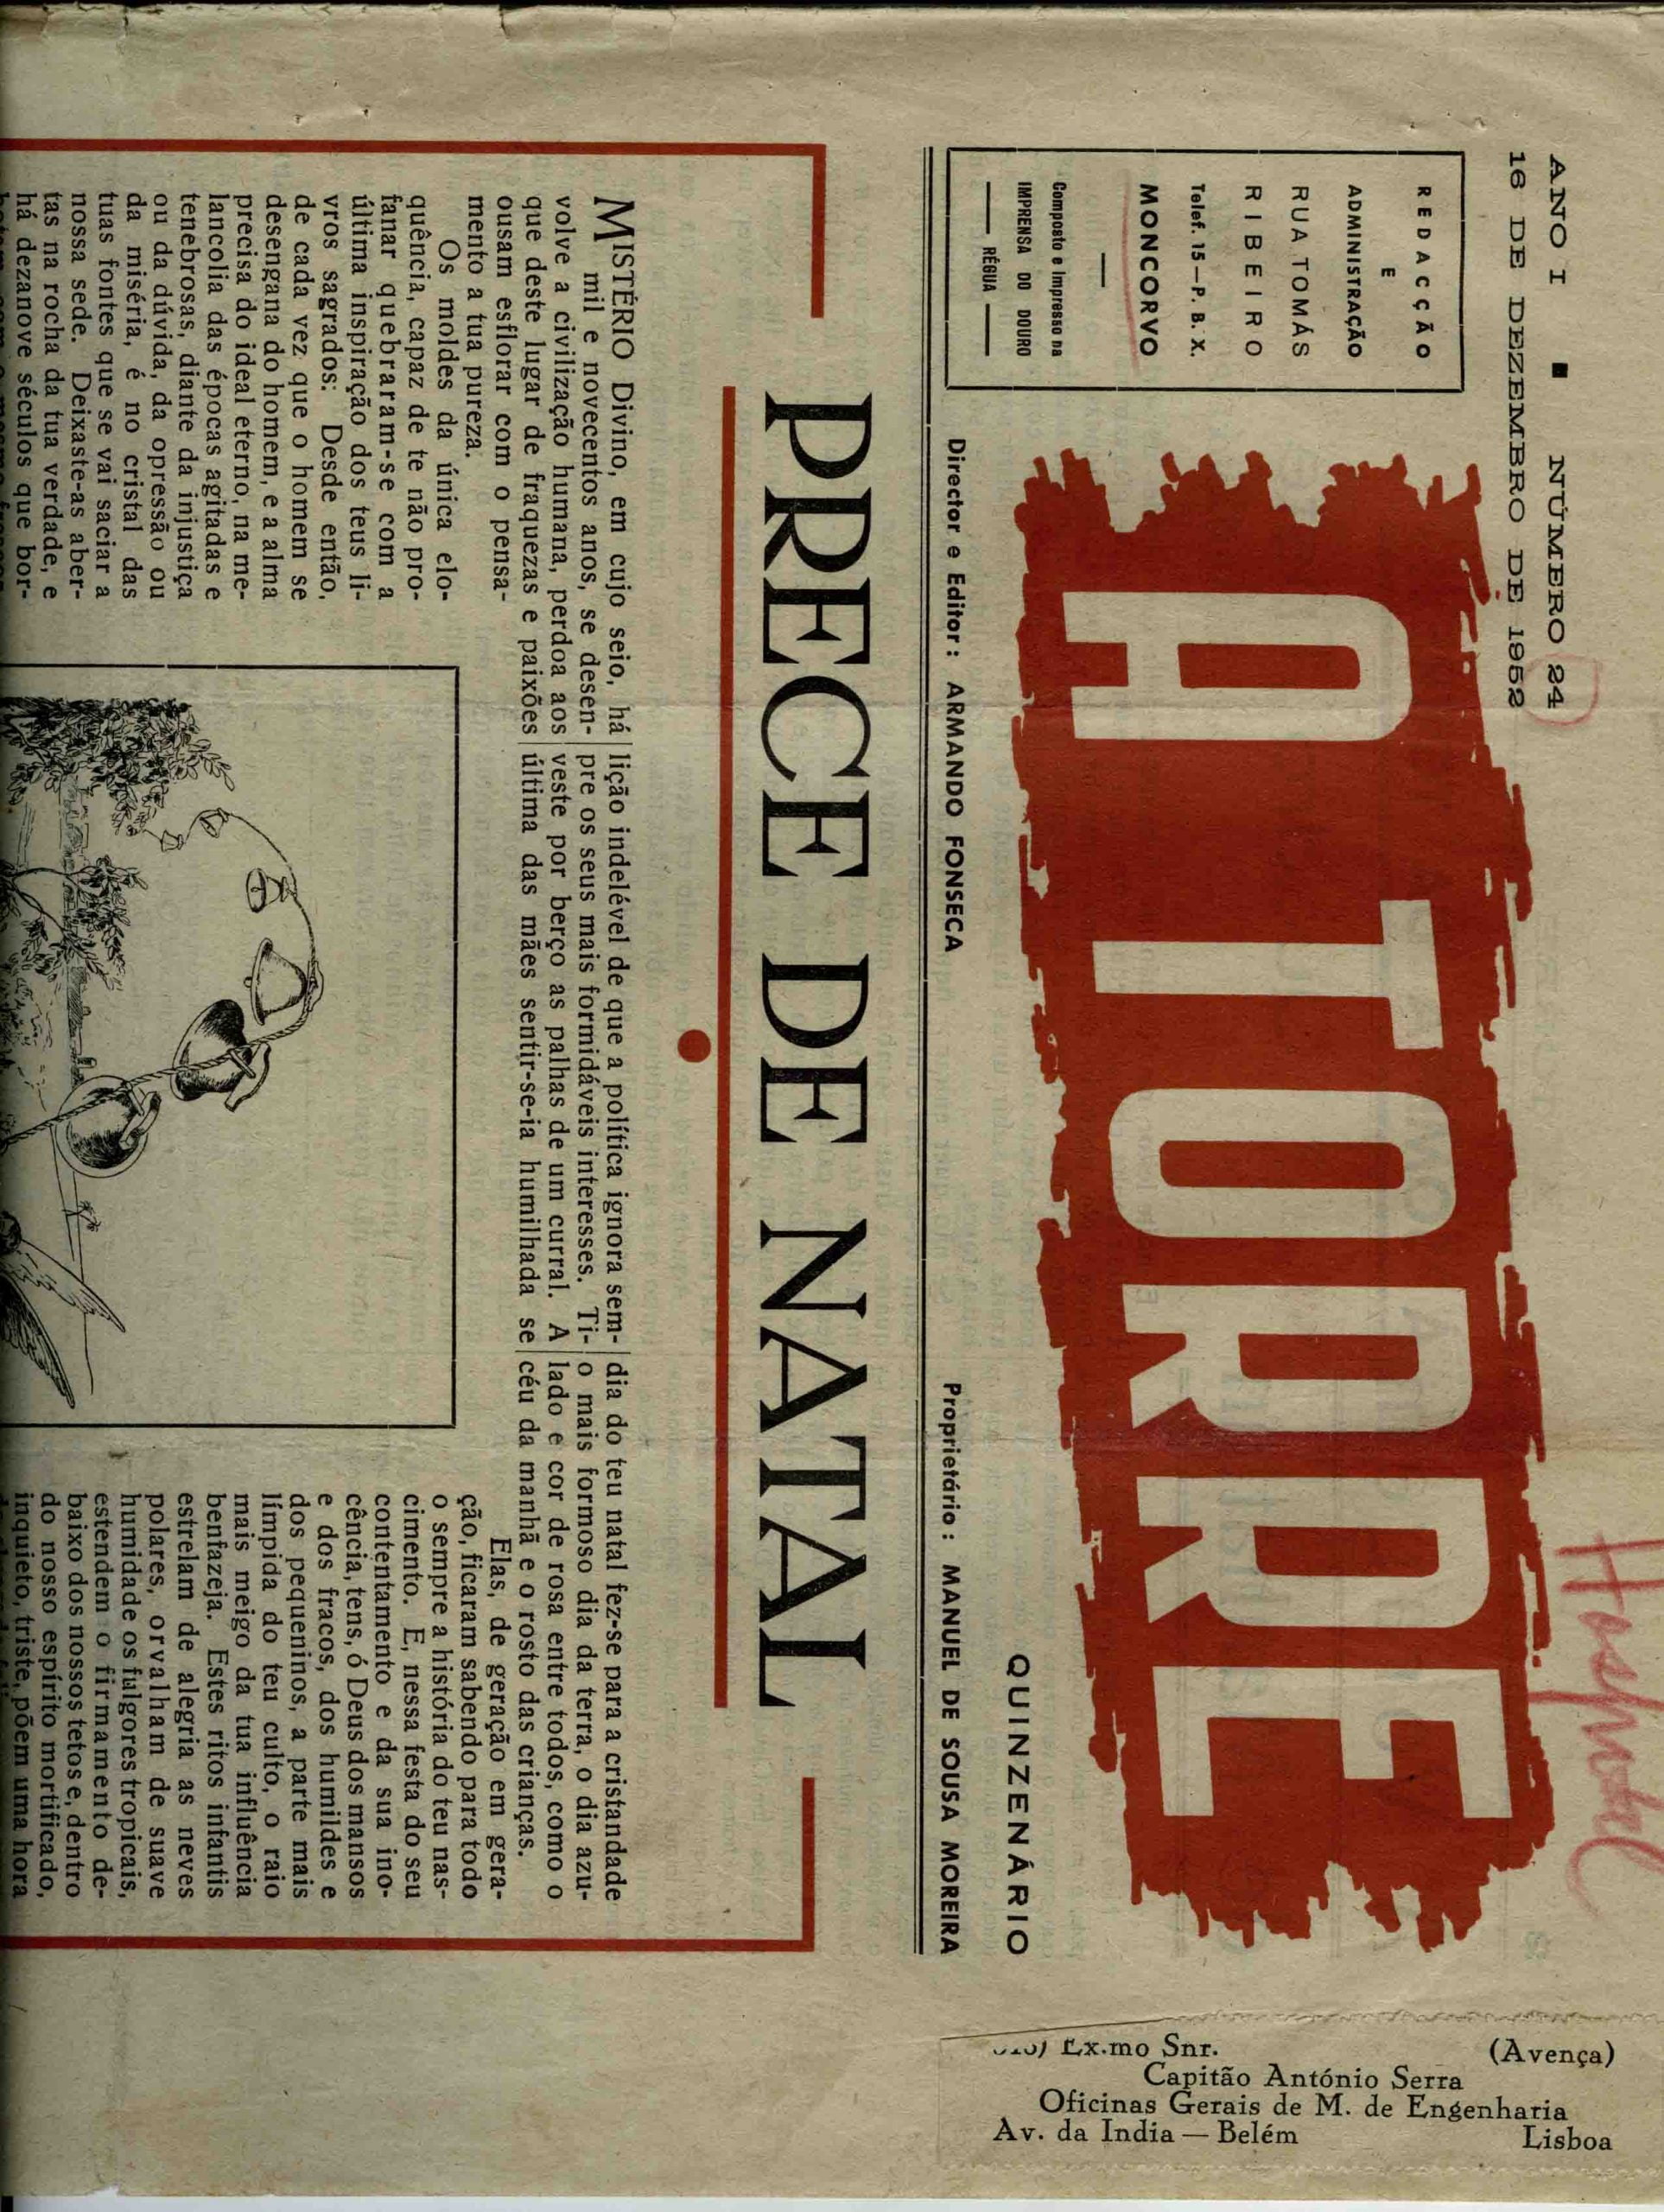 ANO I ■ NÚMERO 24
16 DE DEZEMBRO DE 1952
Hospital
A TORRE
REDACÇÃO
E
ADMINISTRAÇÃO
RUA TOMÁS
RIBEIRO
Telef. 15 — P. B. X.
MONCORVO
Composto e Impresso na
IMPRENSA DO DOURO
RÉGUA
QUINZENÁRIO
Director e Editor: ARMANDO FONSECA
Proprietário: MANUEL DE SOUSA MOREIRA
PRECE DE NATAL
MISTÉRIO Divino, em cujo seio, há
mil e novecentos anos, se desen-
volve a civilização humana, perdoa aos
que deste lugar de fraquezas e paixões
ousam esflorar com o pensa-
mento a tua pureza.
Os moldes da única elo-
quência, capaz de te não pro-
fanar quebraram-se com a
última inspiração dos teus li-
vros sagrados: Desde então,
de cada vez que o homem se
desengana do homem, e a alma
precisa do ideal eterno, na me-
lancolia das épocas agitadas e
tenebrosas, diante da injustiça
ou da dúvida, da opressão ou
da miséria, é no cristal das
tuas fontes que se vai saciar a
nossa sede. Deixaste-as aber-
tas na rocha da tua verdade, e
há dezanove séculos que bor-
lição indelével de que a política ignora sem-
pre os seus mais formidáveis interesses. Ti-
veste por berço as palhas de um curral. A
última das mães sentir-se-ia humilhada se
dia do teu natal fez-se para a cristandade
o mais formoso dia da terra, o dia azu-
lado e cor de rosa entre todos, como o
céu da manhã e o rosto das crianças.
Elas, de geração em gera-
ção, ficaram sabendo para todo
o sempre a história do teu nas-
cimento. E, nessa festa do seu
contentamento e da sua ino-
cência, tens, ó Deus dos mansos
e dos fracos, dos humildes e
dos pequeninos, a parte mais
límpida do teu culto, o raio
mais meigo da tua influência
benfazeja. Estes ritos infantis
estrelam de alegria as neves
polares, orvalham de suave
humidade os fulgores tropicais,
estendem o firmamento de-
baixo dos nossos tetos e, dentro
do nosso espírito mortificado,
inquieto, triste, põem uma hora
Ex.mo Snr. (Avença)
Capitão António Serra
Oficinas Gerais de M. de Engenharia
Av. da India — Belém Lisboa